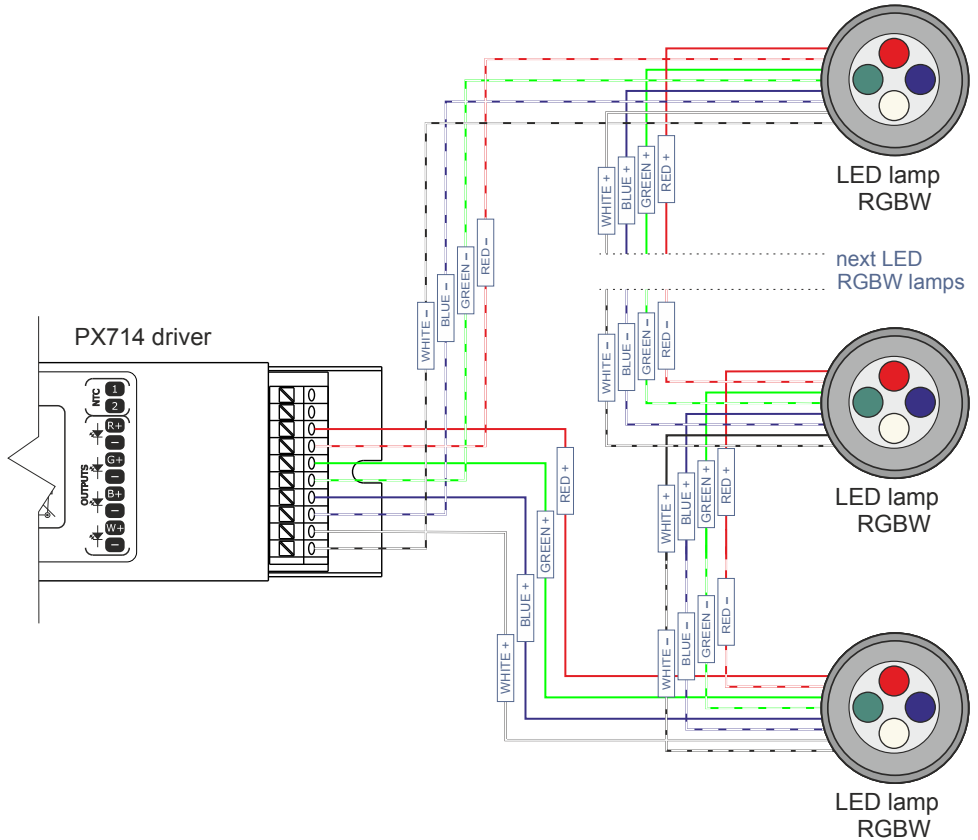 WHITE +
BLUE +
GREEN +
RED +
LED lamp
RGBW
next LED
RGBW lamps
WHITE –
BLUE –
GREEN –
RED –
PX714 driver
NTC
1
2
OUTPUTS
R+
–
G+
–
B+
–
W+
–
WHITE –
BLUE –
GREEN –
RED –
LED lamp
RGBW
WHITE +
BLUE +
GREEN +
RED +
RED +
GREEN +
BLUE +
WHITE +
WHITE –
BLUE –
GREEN –
RED –
LED lamp
RGBW